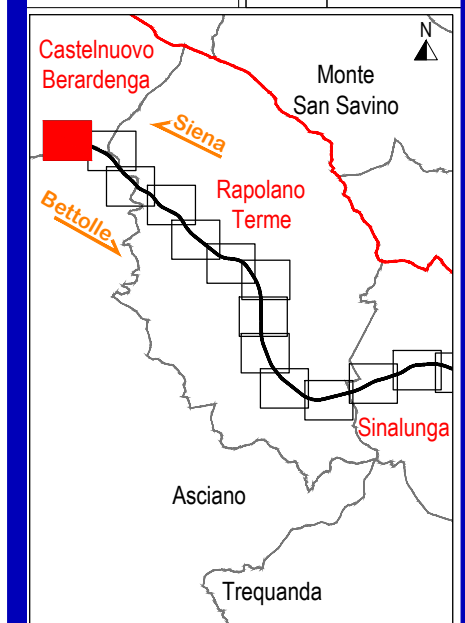 N
Castelnuovo
Berardenga
Monte
San Savino
Siena
Rapolano
Terme
Bettolle
Sinalunga
Asciano
Trequanda